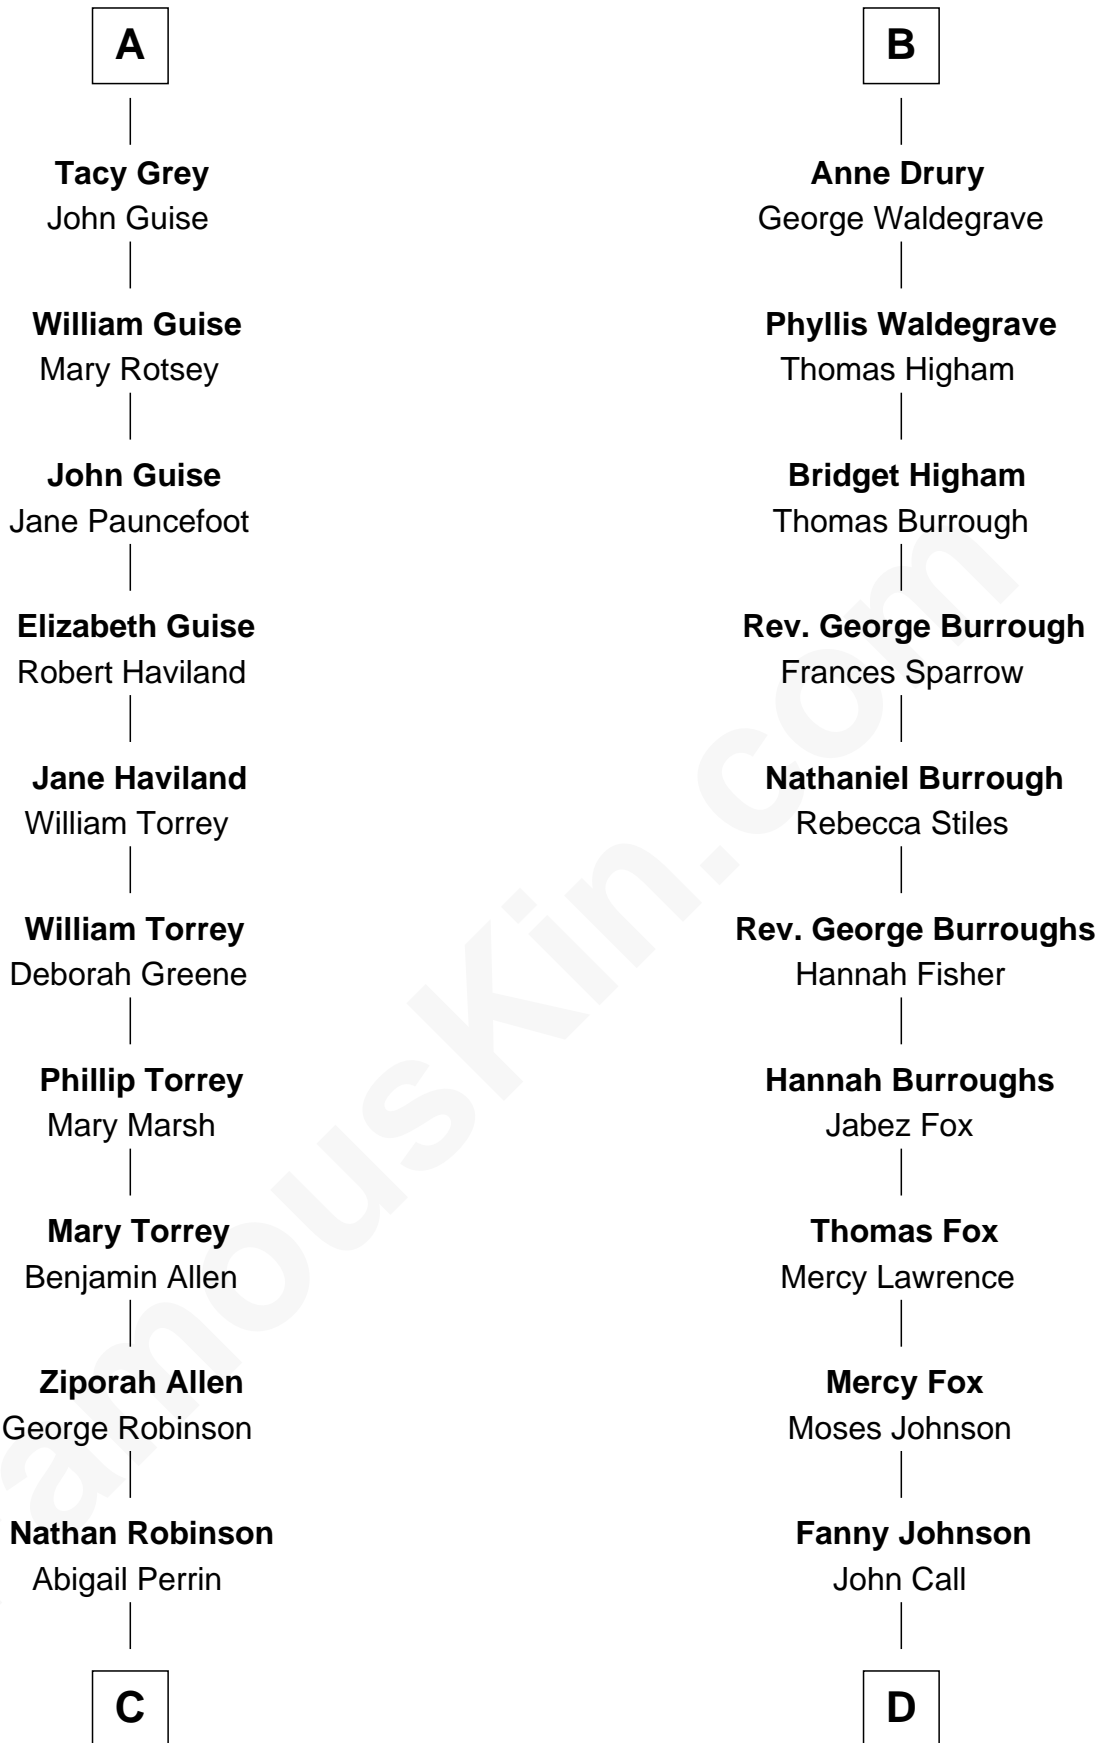 A
Tacy Grey
John Guise
William Guise
Mary Rotsey
John Guise
Jane Pauncefoot
Elizabeth Guise
Robert Haviland
Jane Haviland
William Torrey
William Torrey
Deborah Greene
Phillip Torrey
Mary Marsh
Mary Torrey
Benjamin Allen
Ziporah Allen
George Robinson
Nathan Robinson
Abigail Perrin
C
B
Anne Drury
George Waldegrave
Phyllis Waldegrave
Thomas Higham
Bridget Higham
Thomas Burrough
Rev. George Burrough
Frances Sparrow
Nathaniel Burrough
Rebecca Stiles
Rev. George Burroughs
Hannah Fisher
Hannah Burroughs
Jabez Fox
Thomas Fox
Mercy Lawrence
Mercy Fox
Moses Johnson
Fanny Johnson
John Call
D
amousKin.com